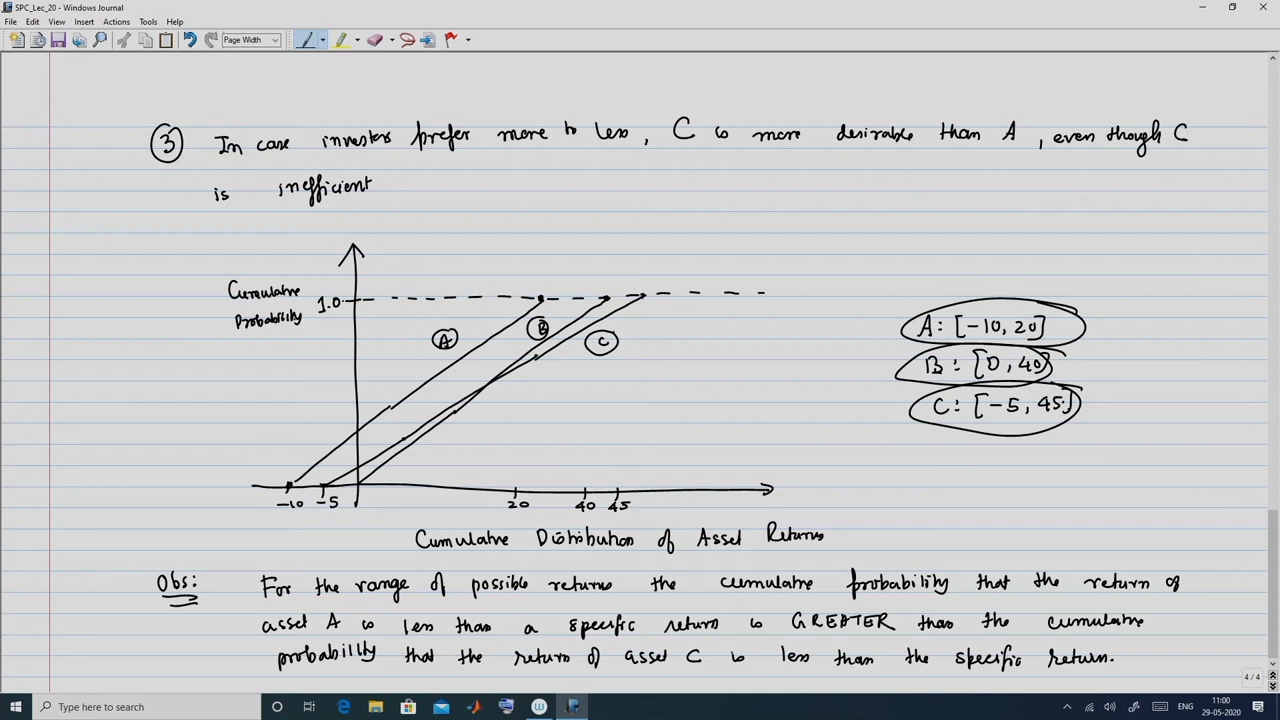 SPC_Lec_20 - Windows Journal
File Edit View Insert Actions Tools Help
Page Width
3 In case investors prefer more to less, C is more desirable than A, even though C
is inefficient
Cumulative
Probability
1.0
A
B
C
A: [-10, 20]
B: [0, 40]
C: [-5, 45]
-10 -5 20 40 45
Cumulative Distribution of Asset Returns
Obs: For the range of possible returns the cumulative probability that the return of
asset A is less than a specific return is GREATER than the cumulative
probability that the return of asset C is less than the specific return.
4 / 4
Type here to search
ENG
11:00
29-05-2020